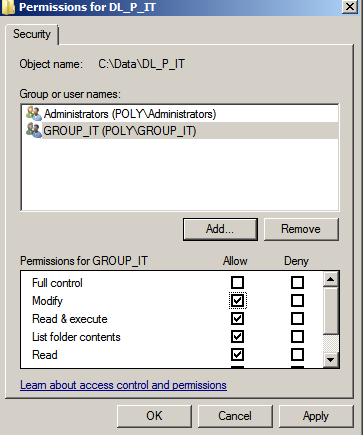 Permissions for DL_P_IT
Security
Object name: C:\Data\DL_P_IT
Group or user names:
Administrators (POLY\Administrators)
GROUP_IT (POLY\GROUP_IT)
Add... Remove
Permissions for GROUP_IT Allow Deny
Full control
Modify
Read & execute
List folder contents
Read
Learn about access control and permissions
OK Cancel Apply